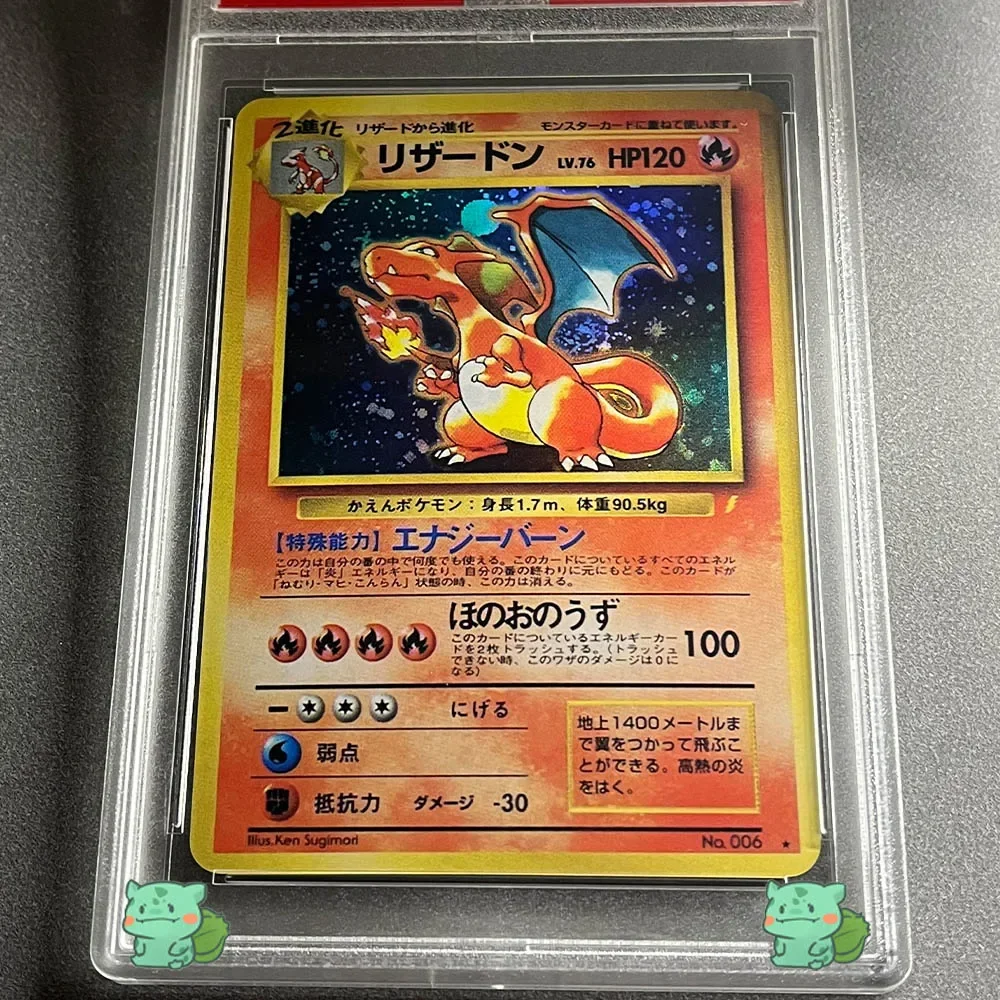 2進化 リザードから進化 モンスターカードに重ねて使います。
リザードン LV.76 HP120
かえんポケモン：身長1.7m、体重90.5kg
【特殊能力】エナジーバーン
この力は自分の番の中で何度でも使える。このカードについているすべてのエネル
ギーは「炎」エネルギーになり、自分の番の終わりに元にもどる。このカードが
「ねむり・マヒ・こんらん」状態の時、この力は消える。
ほのおのうず
このカードについているエネルギーカー
ドを2枚トラッシュする。（トラッシュ
できない時、このワザのダメージは0に
なる）
100
− にげる
弱点
抵抗力 ダメージ -30
地上1400メートルま
で翼をつかって飛ぶこ
とができる。高熱の炎
をはく。
Illus.Ken Sugimori No. 006 ★